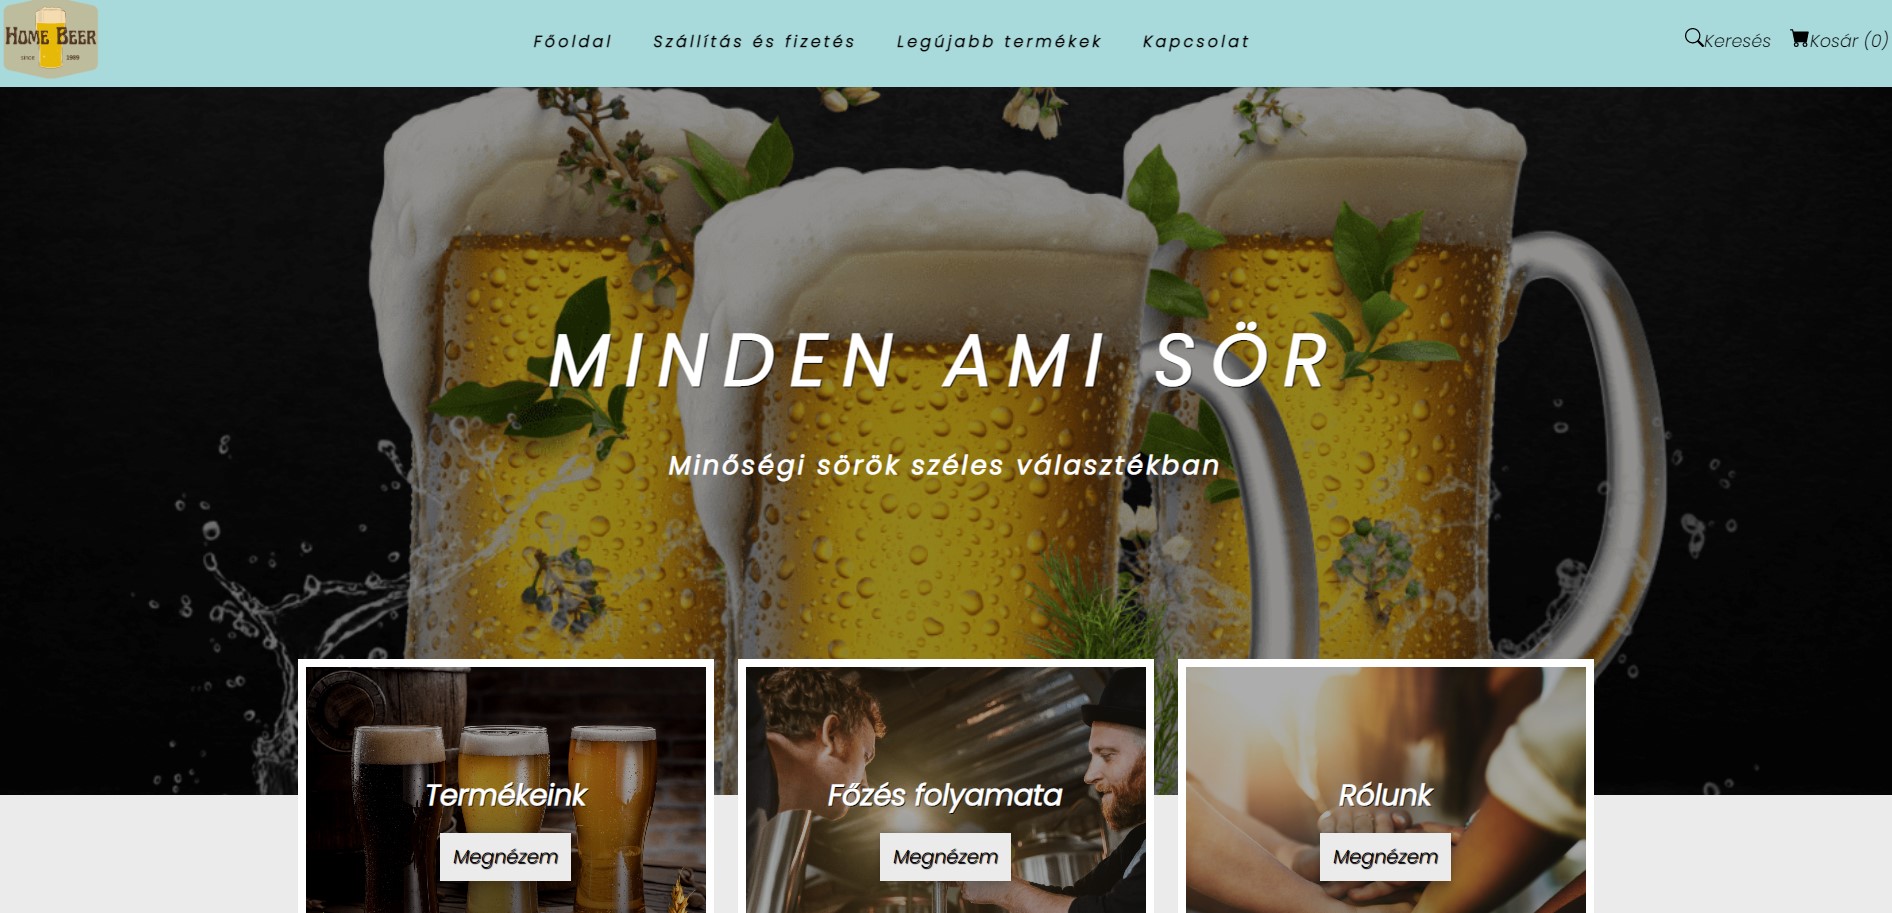 HOME BEER
SINCE 1989
Főoldal
Szállítás és fizetés
Legújabb termékek
Kapcsolat
Keresés
Kosár (0)
MINDEN AMI SÖR
Minőségi sörök széles választékban
Termékeink
Megnézem
Főzés folyamata
Megnézem
Rólunk
Megnézem